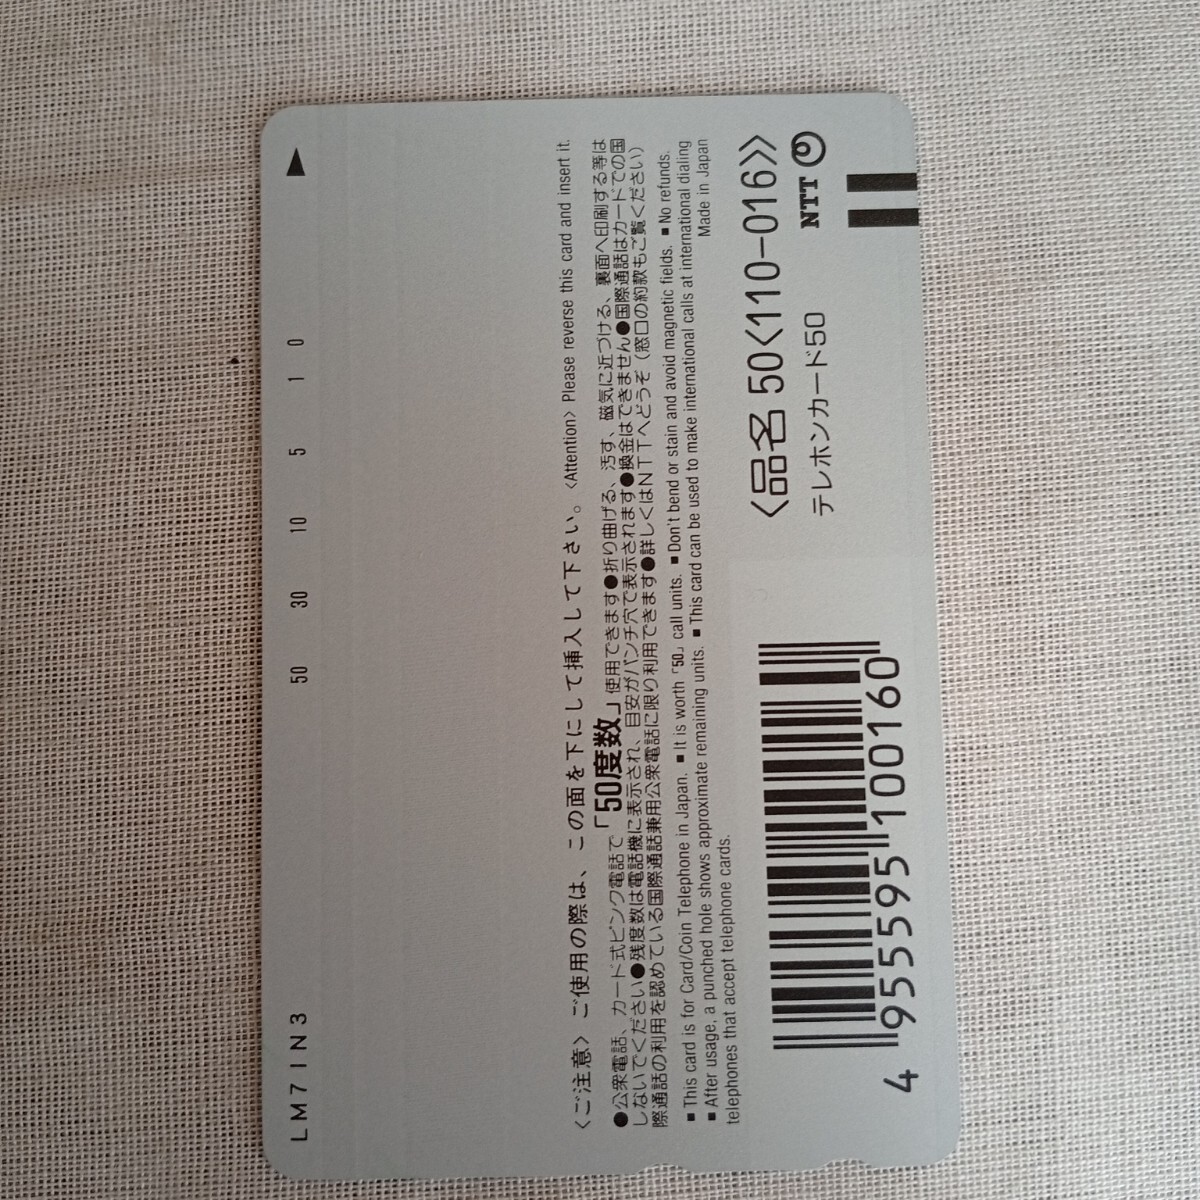 LM71N3
50 30 10 5 1 0
〈ご注意〉ご使用の際は、この面を下にして挿入して下さい。〈Attention〉Please reverse this card and insert it.
●公衆電話、カード式ピンク電話で「50度数」使用できます●折り曲げる、汚す、磁気に近づける、裏面へ印刷する等は
しないでください●残度数は電話機に表示され、目安がパンチ穴で表示されます●換金はできません●国際通話はカードでの国
際通話の利用を認めている国際通話兼用公衆電話に限り利用できます●詳しくはNTTへどうぞ（窓口の約款もご覧ください）
■This card is for Card/Coin Telephone in Japan. ■It is worth「50」call units. ■Don't bend or stain and avoid magnetic fields. ■No refunds.
■After usage, a punched hole shows approximate remaining units. ■This card can be used to make international calls at international dialing
telephones that accept telephone cards. Made in Japan
〈品名 50〈110-016〉〉
テレホンカード50
NTT
4 955595 100160